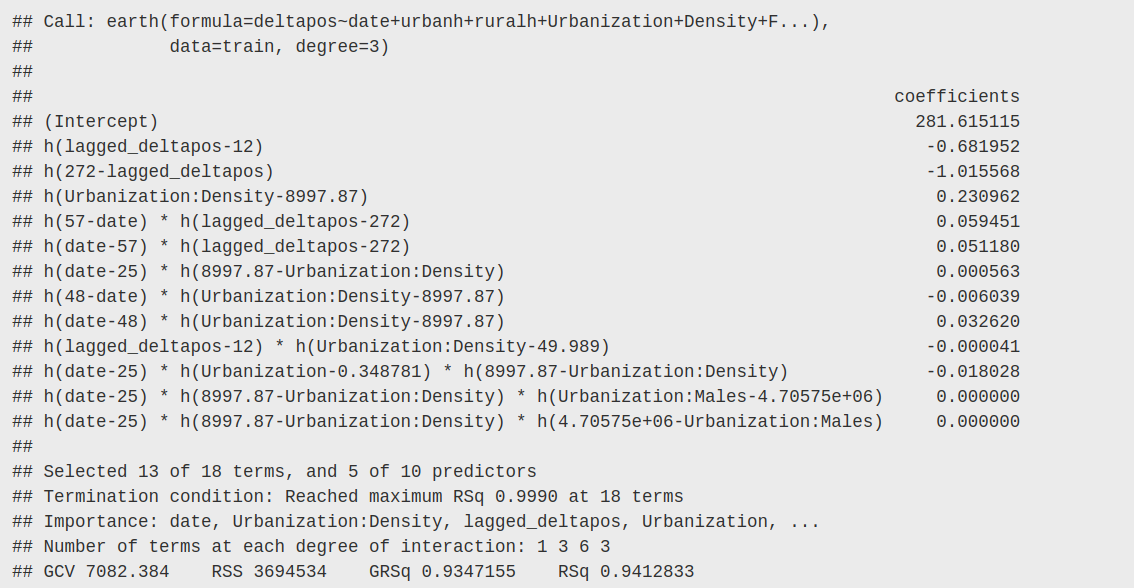 ## Call: earth(formula=deltapos~date+urbanh+ruralh+Urbanization+Density+F...),
##             data=train, degree=3)
##
##                                                                                  coefficients
## (Intercept)                                                                        281.615115
## h(lagged_deltapos-12)                                                               -0.681952
## h(272-lagged_deltapos)                                                              -1.015568
## h(Urbanization:Density-8997.87)                                                      0.230962
## h(57-date) * h(lagged_deltapos-272)                                                  0.059451
## h(date-57) * h(lagged_deltapos-272)                                                  0.051180
## h(date-25) * h(8997.87-Urbanization:Density)                                         0.000563
## h(48-date) * h(Urbanization:Density-8997.87)                                        -0.006039
## h(date-48) * h(Urbanization:Density-8997.87)                                         0.032620
## h(lagged_deltapos-12) * h(Urbanization:Density-49.989)                              -0.000041
## h(date-25) * h(Urbanization-0.348781) * h(8997.87-Urbanization:Density)             -0.018028
## h(date-25) * h(8997.87-Urbanization:Density) * h(Urbanization:Males-4.70575e+06)     0.000000
## h(date-25) * h(8997.87-Urbanization:Density) * h(4.70575e+06-Urbanization:Males)     0.000000
##
## Selected 13 of 18 terms, and 5 of 10 predictors
## Termination condition: Reached maximum RSq 0.9990 at 18 terms
## Importance: date, Urbanization:Density, lagged_deltapos, Urbanization, ...
## Number of terms at each degree of interaction: 1 3 6 3
## GCV 7082.384    RSS 3694534    GRSq 0.9347155    RSq 0.9412833